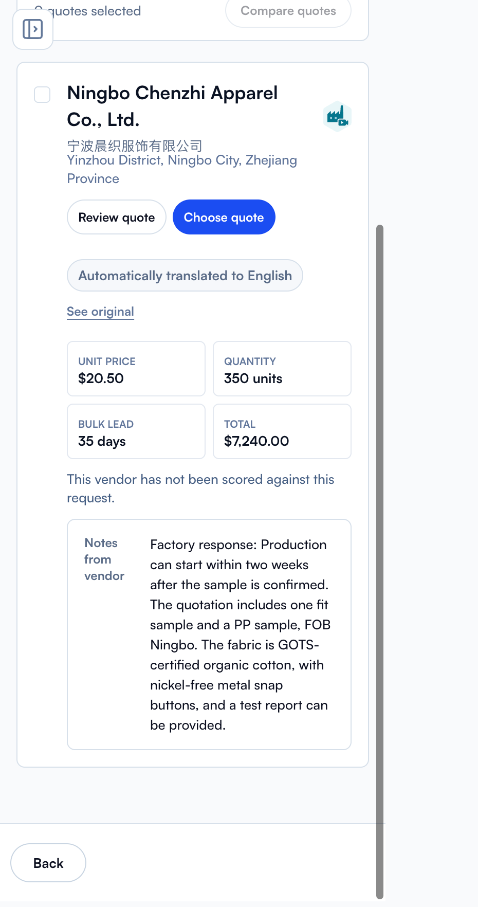 0 quotes selected
Compare quotes
Ningbo Chenzhi Apparel
Co., Ltd.
宁波晨织服饰有限公司
Yinzhou District, Ningbo City, Zhejiang
Province
Review quote
Choose quote
Automatically translated to English
See original
UNIT PRICE
$20.50
QUANTITY
350 units
BULK LEAD
35 days
TOTAL
$7,240.00
This vendor has not been scored against this
request.
Notes
from
vendor
Factory response: Production
can start within two weeks
after the sample is confirmed.
The quotation includes one fit
sample and a PP sample, FOB
Ningbo. The fabric is GOTS-
certified organic cotton, with
nickel-free metal snap
buttons, and a test report can
be provided.
Back